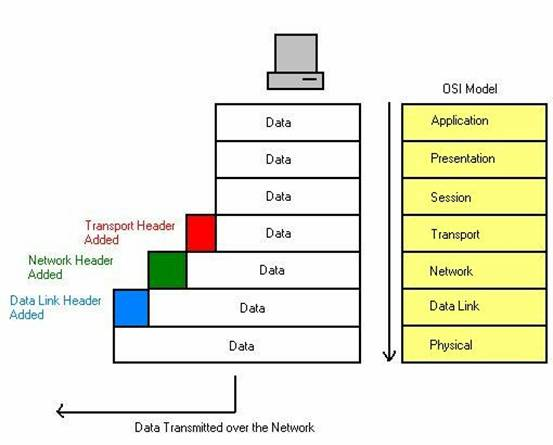 OSI Model
Data
Application
Data
Presentation
Data
Session
Transport Header
Added
Data
Transport
Network Header
Added
Data
Network
Data Link Header
Added
Data
Data Link
Data
Physical
Data Transmitted over the Network